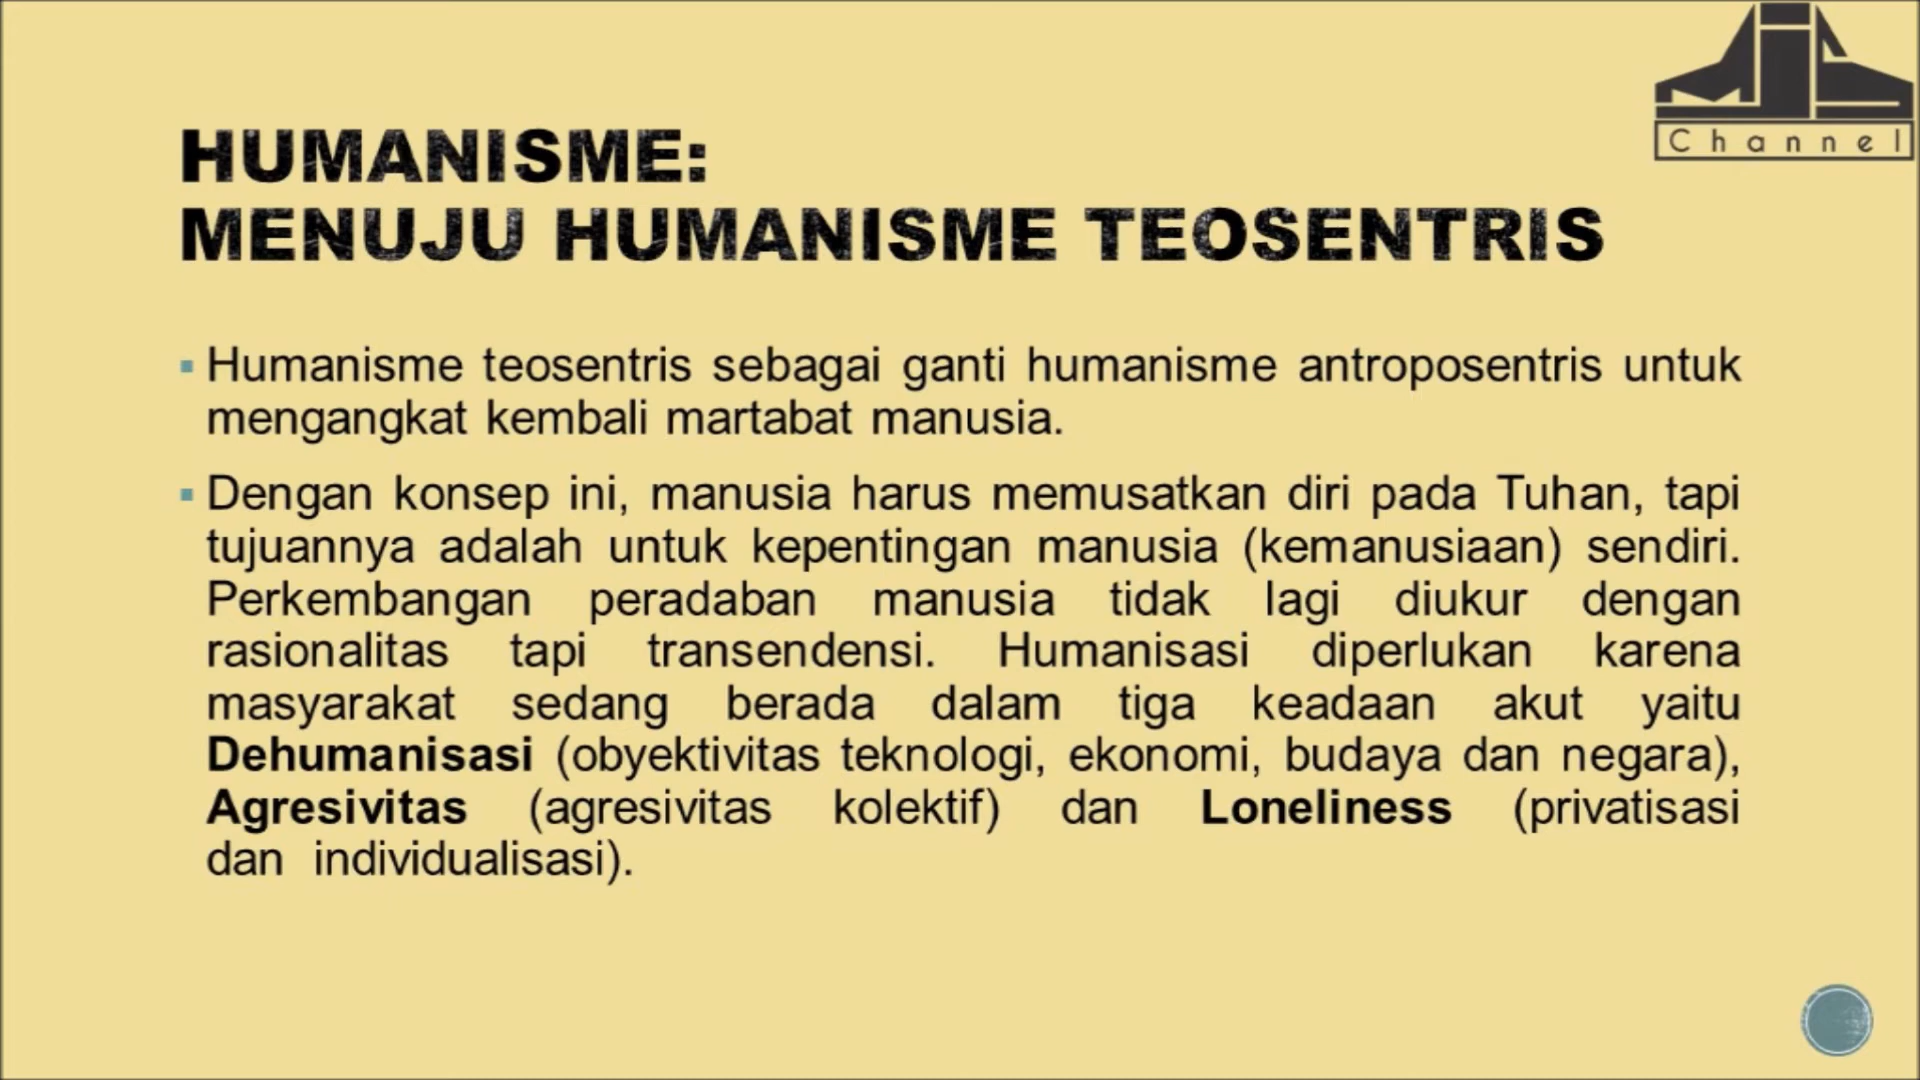 MJS
Channel
HUMANISME:
MENUJU HUMANISME TEOSENTRIS
Humanisme teosentris sebagai ganti humanisme antroposentris untuk
mengangkat kembali martabat manusia.
Dengan konsep ini, manusia harus memusatkan diri pada Tuhan, tapi
tujuannya adalah untuk kepentingan manusia (kemanusiaan) sendiri.
Perkembangan peradaban manusia tidak lagi diukur dengan
rasionalitas tapi transendensi. Humanisasi diperlukan karena
masyarakat sedang berada dalam tiga keadaan akut yaitu
Dehumanisasi (obyektivitas teknologi, ekonomi, budaya dan negara),
Agresivitas (agresivitas kolektif) dan Loneliness (privatisasi
dan individualisasi).